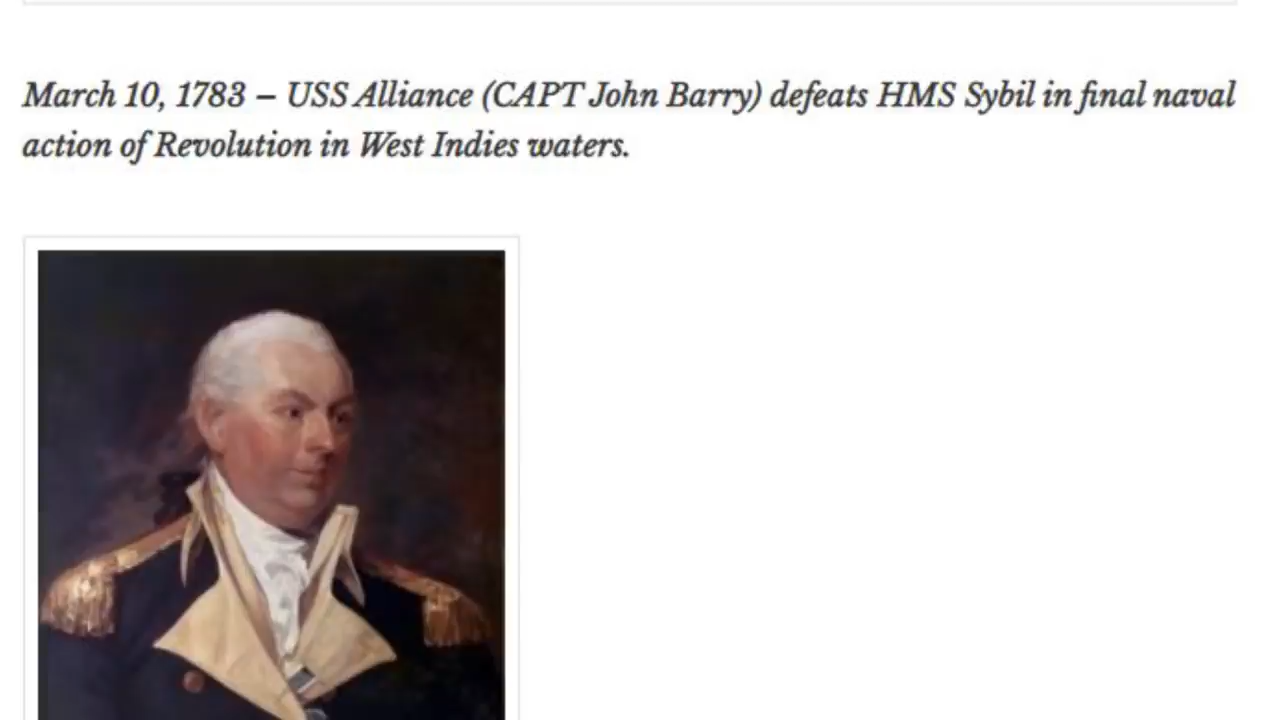 March 10, 1783 – USS Alliance (CAPT John Barry) defeats HMS Sybil in final naval
action of Revolution in West Indies waters.